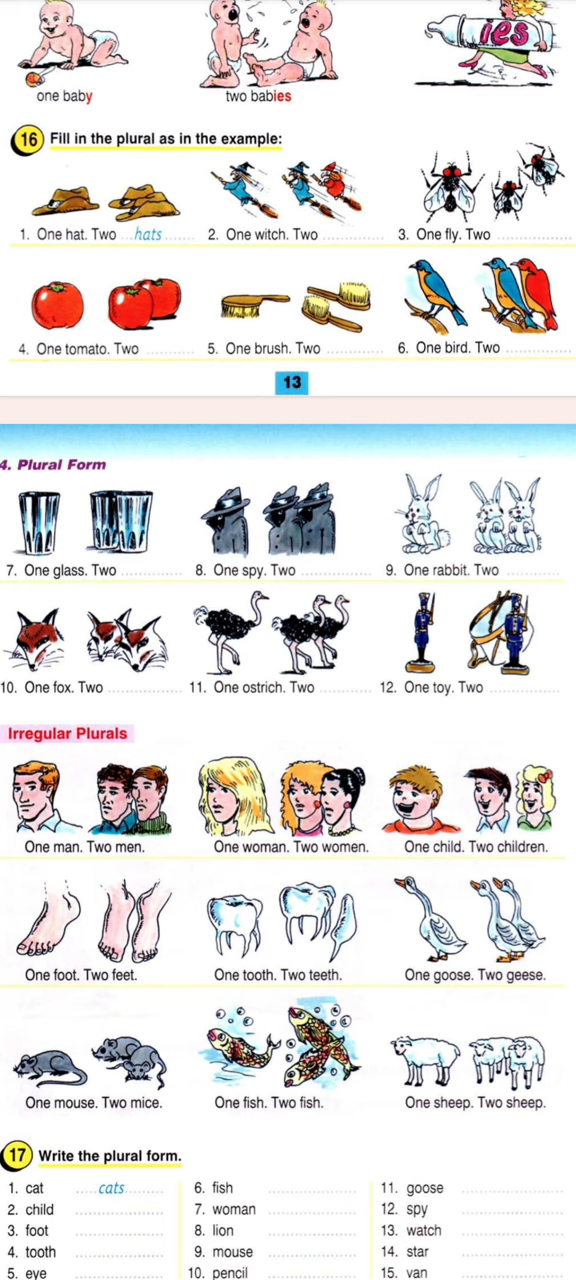 one baby
two babies
ies
16 Fill in the plural as in the example:
1. One hat. Two ...hats......
2. One witch. Two ..................
3. One fly. Two ..................
4. One tomato. Two ............
5. One brush. Two ..............
6. One bird. Two ................
13
4. Plural Form
7. One glass. Two ................
8. One spy. Two ..................
9. One rabbit. Two ................
10. One fox. Two ..................
11. One ostrich. Two .............
12. One toy. Two ....................
Irregular Plurals
One man. Two men.
One woman. Two women.
One child. Two children.
One foot. Two feet.
One tooth. Two teeth.
One goose. Two geese.
One mouse. Two mice.
One fish. Two fish.
One sheep. Two sheep.
17 Write the plural form.
1. cat .....cats.........
2. child ......................
3. foot ......................
4. tooth ......................
5. eye ......................
6. fish ......................
7. woman ......................
8. lion ......................
9. mouse ......................
10. pencil ......................
11. goose ......................
12. spy ......................
13. watch ......................
14. star ......................
15. van ......................